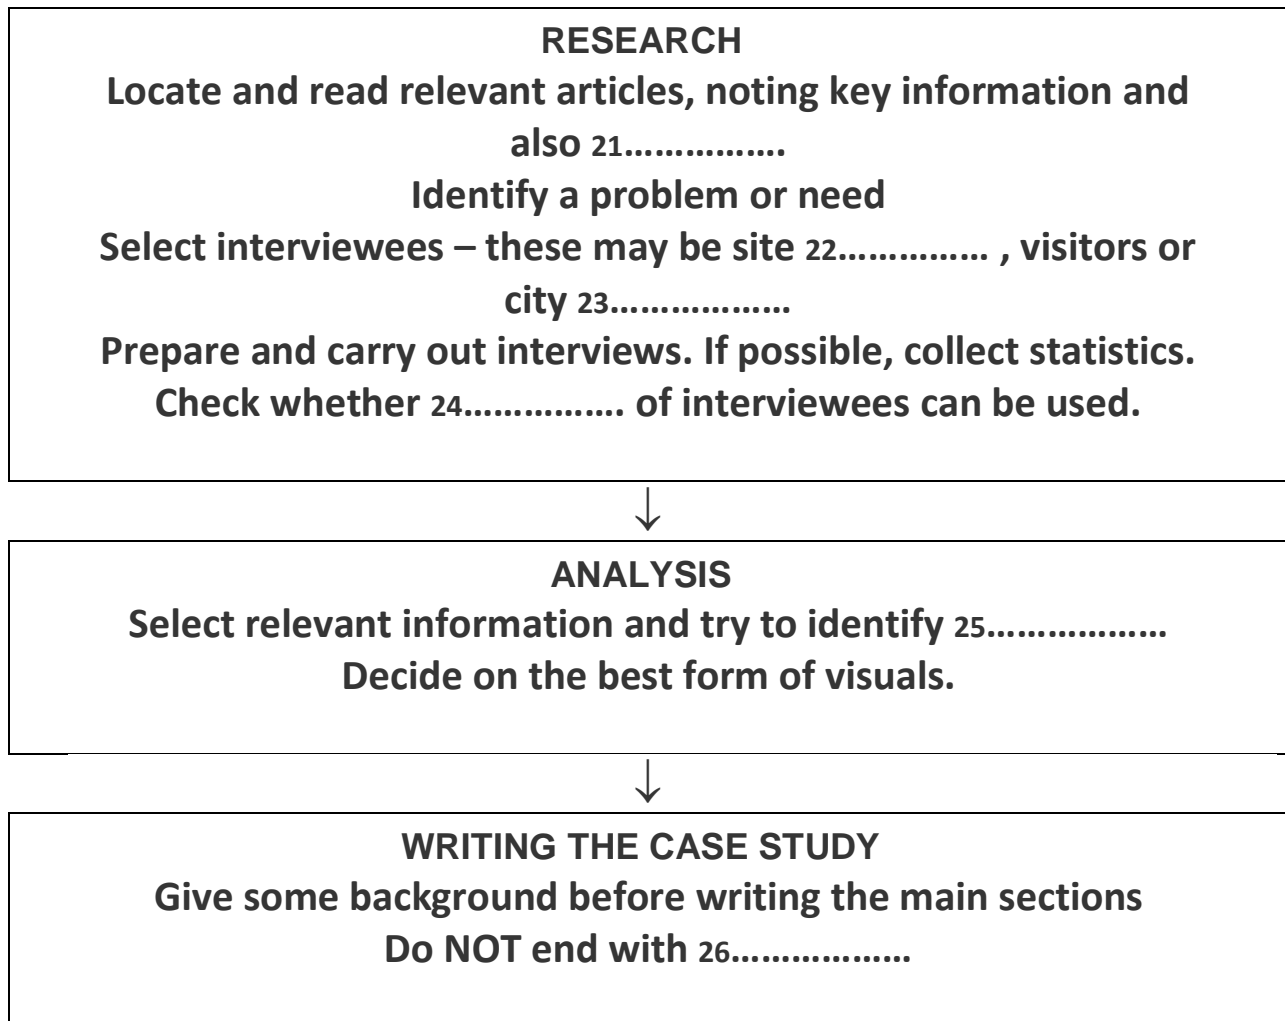 RESEARCH
Locate and read relevant articles, noting key information and
also 21…………….
Identify a problem or need
Select interviewees – these may be site 22…………… , visitors or
city 23………………
Prepare and carry out interviews. If possible, collect statistics.
Check whether 24……………. of interviewees can be used.
↓
ANALYSIS
Select relevant information and try to identify 25………………
Decide on the best form of visuals.
↓
WRITING THE CASE STUDY
Give some background before writing the main sections
Do NOT end with 26………………